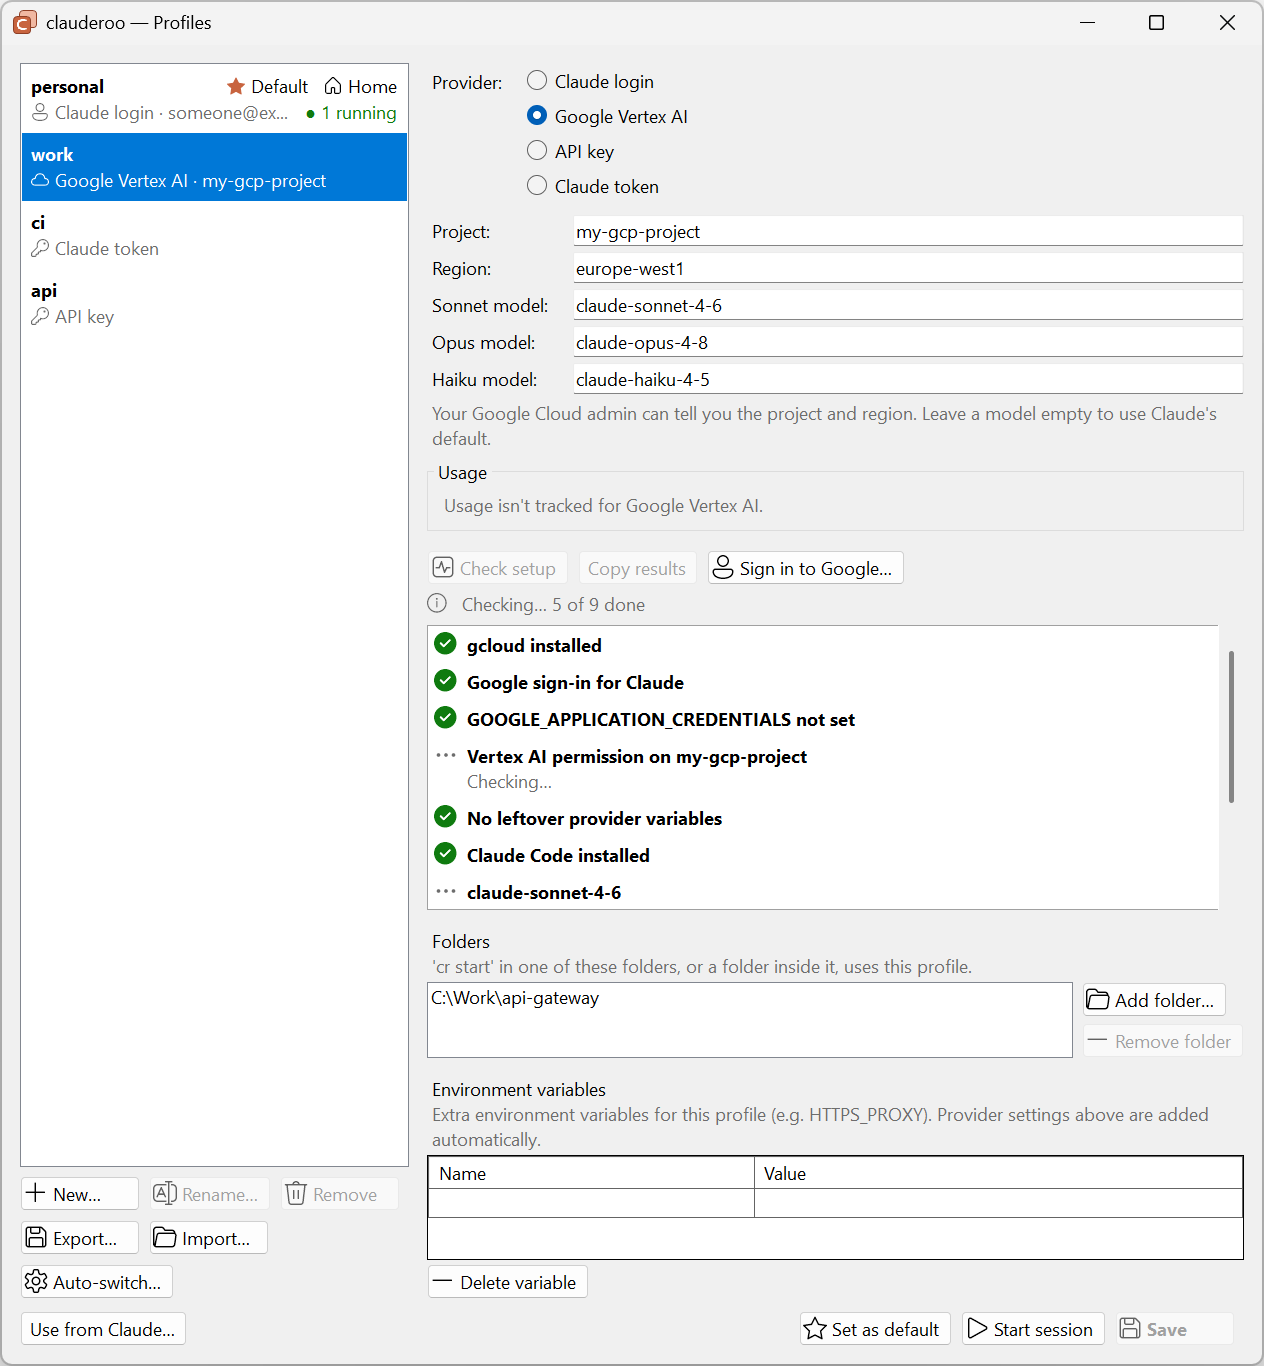 clauderoo — Profiles
personal Default Home
Claude login · someone@ex... ● 1 running
work
Google Vertex AI · my-gcp-project
ci
Claude token
api
API key
New... Rename... Remove
Export... Import...
Auto-switch...
Use from Claude...
Provider: Claude login
Google Vertex AI
API key
Claude token
Project: my-gcp-project
Region: europe-west1
Sonnet model: claude-sonnet-4-6
Opus model: claude-opus-4-8
Haiku model: claude-haiku-4-5
Your Google Cloud admin can tell you the project and region. Leave a model empty to use Claude's
default.
Usage
Usage isn't tracked for Google Vertex AI.
Check setup Copy results Sign in to Google...
Checking... 5 of 9 done
gcloud installed
Google sign-in for Claude
GOOGLE_APPLICATION_CREDENTIALS not set
Vertex AI permission on my-gcp-project
Checking...
No leftover provider variables
Claude Code installed
claude-sonnet-4-6
Folders
'cr start' in one of these folders, or a folder inside it, uses this profile.
C:\Work\api-gateway
Add folder...
Remove folder
Environment variables
Extra environment variables for this profile (e.g. HTTPS_PROXY). Provider settings above are added
automatically.
Name Value
Delete variable
Set as default Start session Save